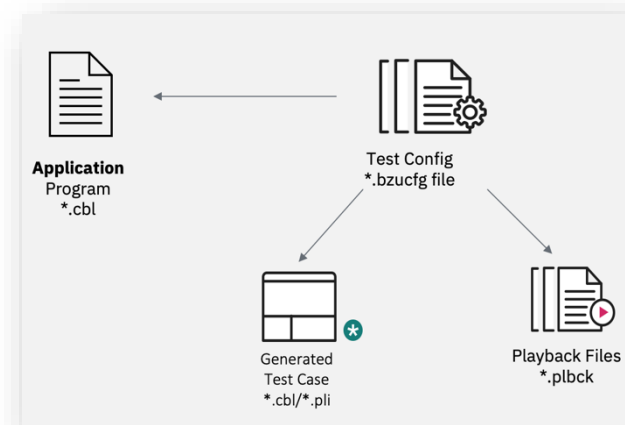 Application
Program
*.cbl
Test Config
*.bzucfg file
Generated
Test Case
*.cbl/*.pli
Playback Files
*.plbck